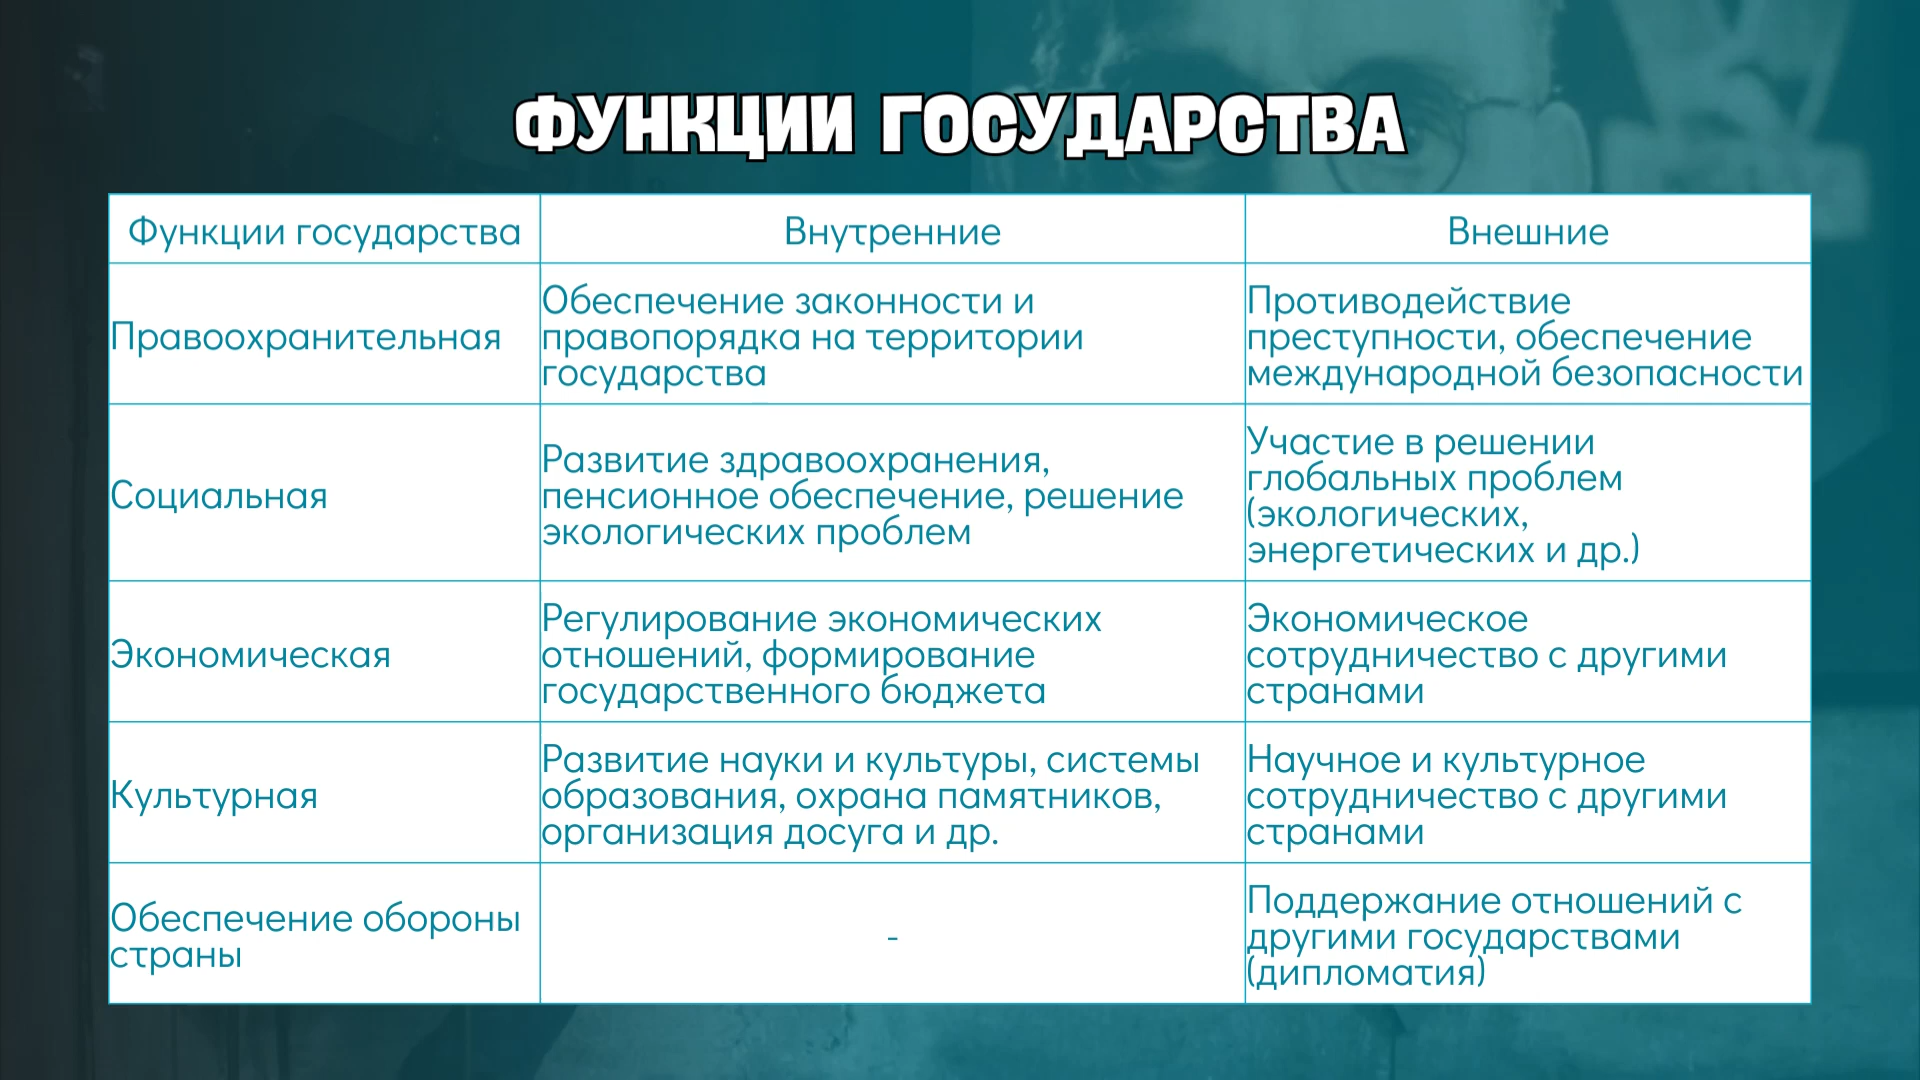 ФУНКЦИИ ГОСУДАРСТВА
Функции государства
Внутренние
Внешние
Правоохранительная
Обеспечение законности и
правопорядка на территории
государства
Противодействие
преступности, обеспечение
международной безопасности
Социальная
Развитие здравоохранения,
пенсионное обеспечение, решение
экологических проблем
Участие в решении
глобальных проблем
(экологических,
энергетических и др.)
Экономическая
Регулирование экономических
отношений, формирование
государственного бюджета
Экономическое
сотрудничество с другими
странами
Культурная
Развитие науки и культуры, системы
образования, охрана памятников,
организация досуга и др.
Научное и культурное
сотрудничество с другими
странами
Обеспечение обороны
страны
-
Поддержание отношений с
другими государствами
(дипломатия)